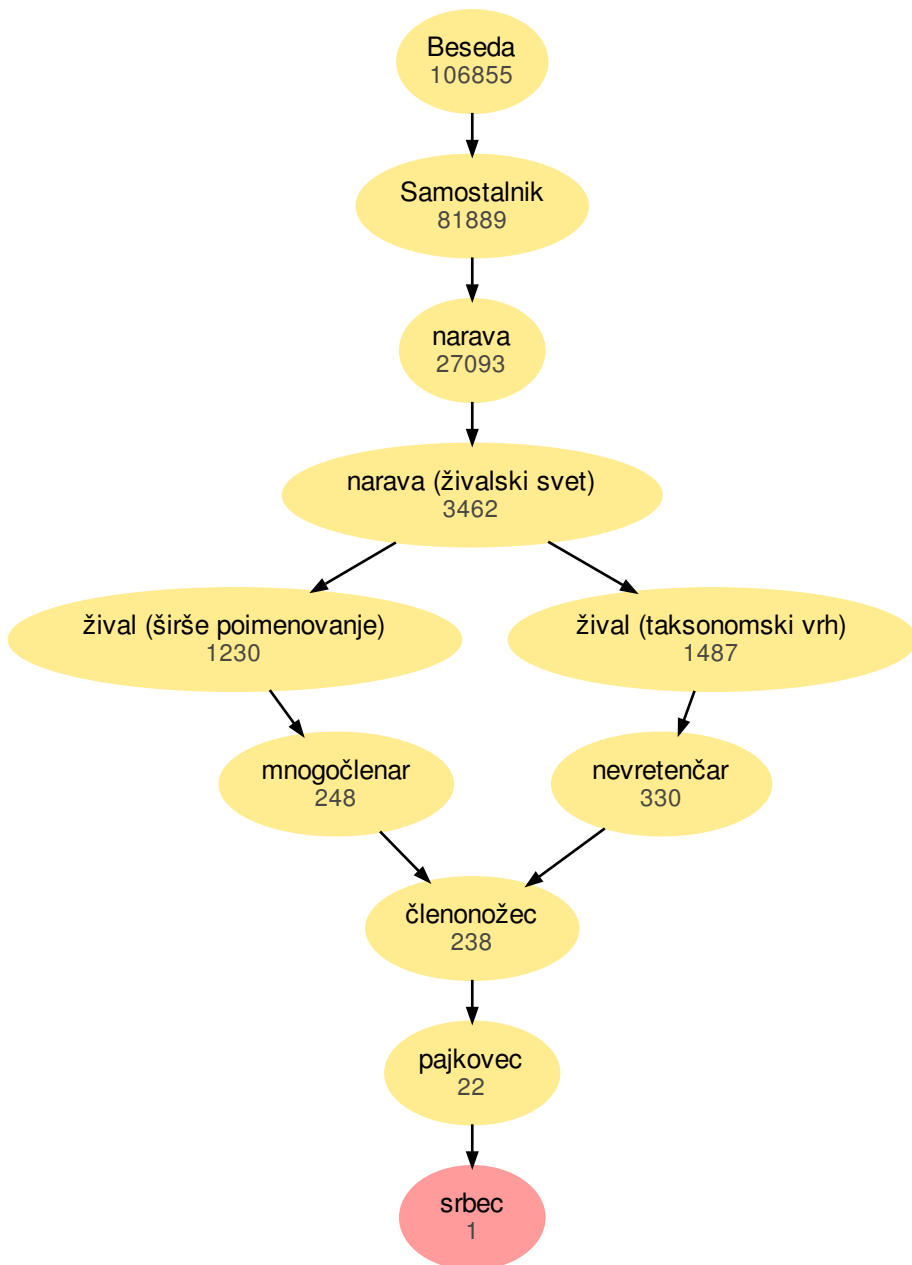 Beseda
106855
Samostalnik
81889
narava
27093
narava (živalski svet)
3462
žival (širše poimenovanje)
1230
žival (taksonomski vrh)
1487
mnogočlenar
248
nevretenčar
330
členonožec
238
pajkovec
22
srbec
1